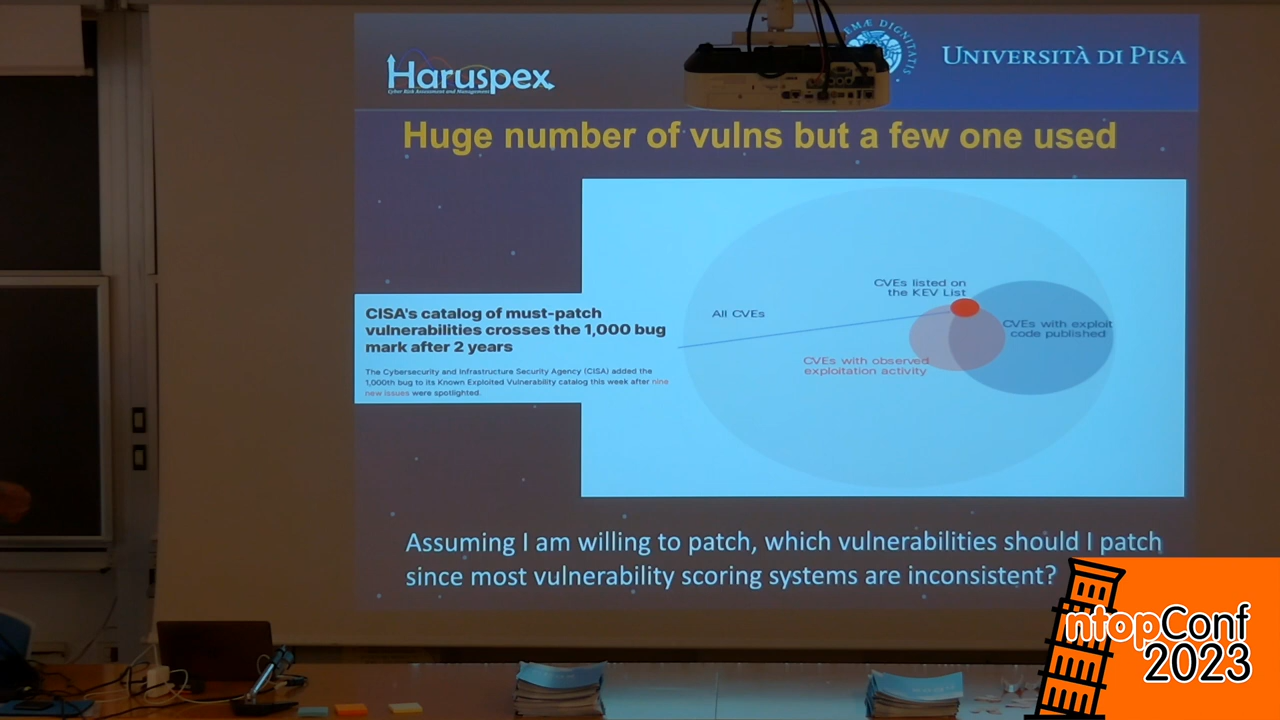 Haruspex
Cyber Risk Assessment and Management
EMÆ DIGNITATIS
UNIVERSITÀ DI PISA
Huge number of vulns but a few one used
CISA's catalog of must-patch
vulnerabilities crosses the 1,000 bug
mark after 2 years
The Cybersecurity and Infrastructure Security Agency (CISA) added the
1,000th bug to its Known Exploited Vulnerability catalog this week after nine
new issues were spotlighted.
All CVEs
CVEs listed on
the KEV List
CVEs with exploit
code published
CVEs with observed
exploitation activity
Assuming I am willing to patch, which vulnerabilities should I patch
since most vulnerability scoring systems are inconsistent?
ntopConf
2023